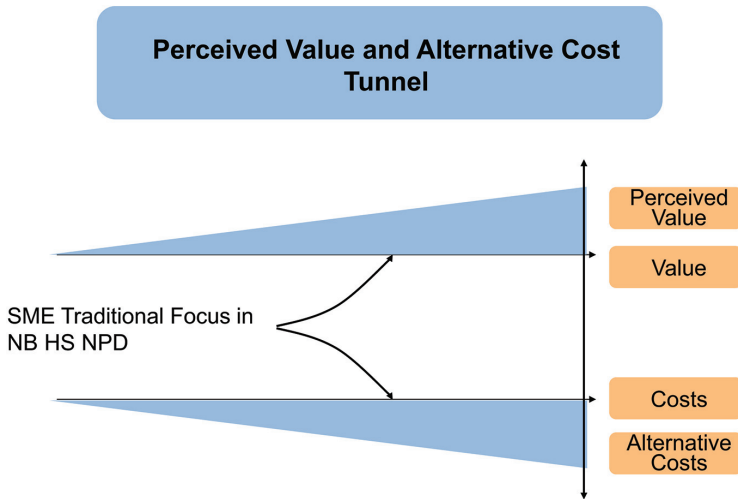 Perceived Value and Alternative Cost
Tunnel
Perceived
Value
Value
SME Traditional Focus in
NB HS NPD
Costs
Alternative
Costs